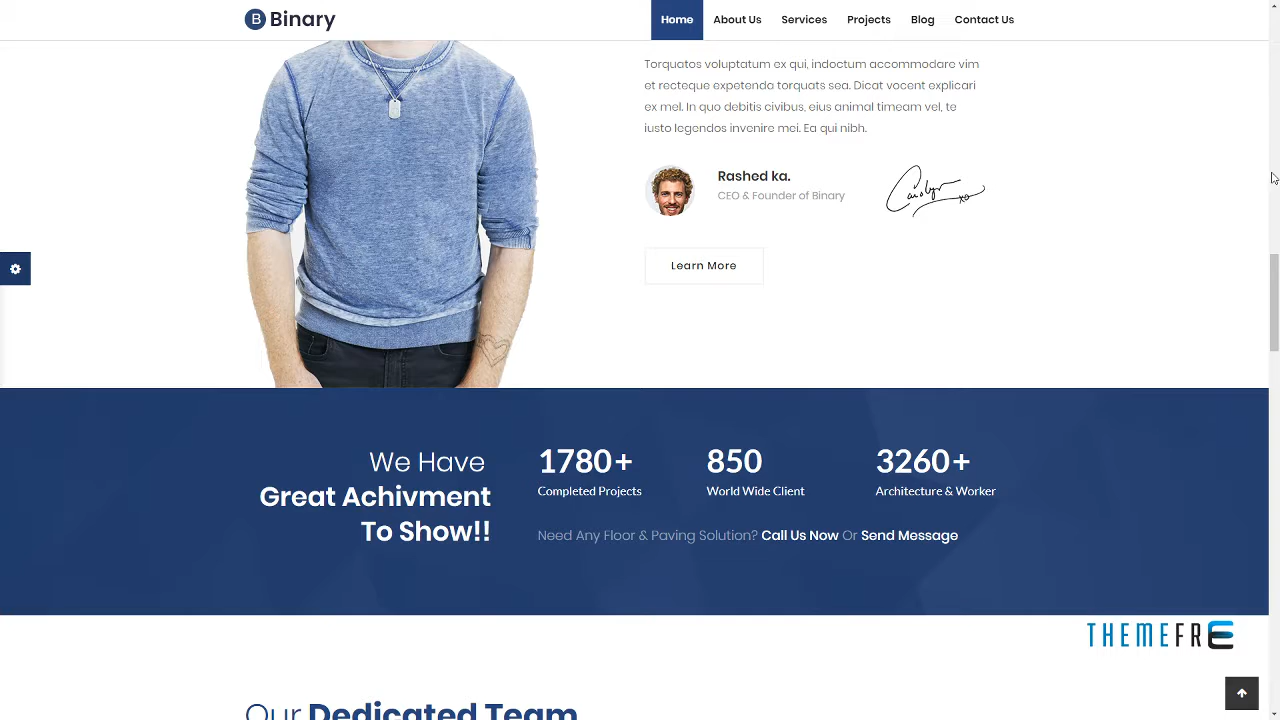 B Binary
Home About Us Services Projects Blog Contact Us
Torquatos voluptatum ex qui, indoctum accommodare vim
et recteque expetenda torquats sea. Dicat vocent explicari
ex mel. In quo debitis civibus, eius animal timeam vel, te
iusto legendos invenire mei. Ea qui nibh.
Rashed ka.
CEO & Founder of Binary
Carolyn xo
Learn More
We Have
Great Achivment
To Show!!
1780+
Completed Projects
850
World Wide Client
3260+
Architecture & Worker
Need Any Floor & Paving Solution? Call Us Now Or Send Message
THEMEFRE
Our Dedicated Team